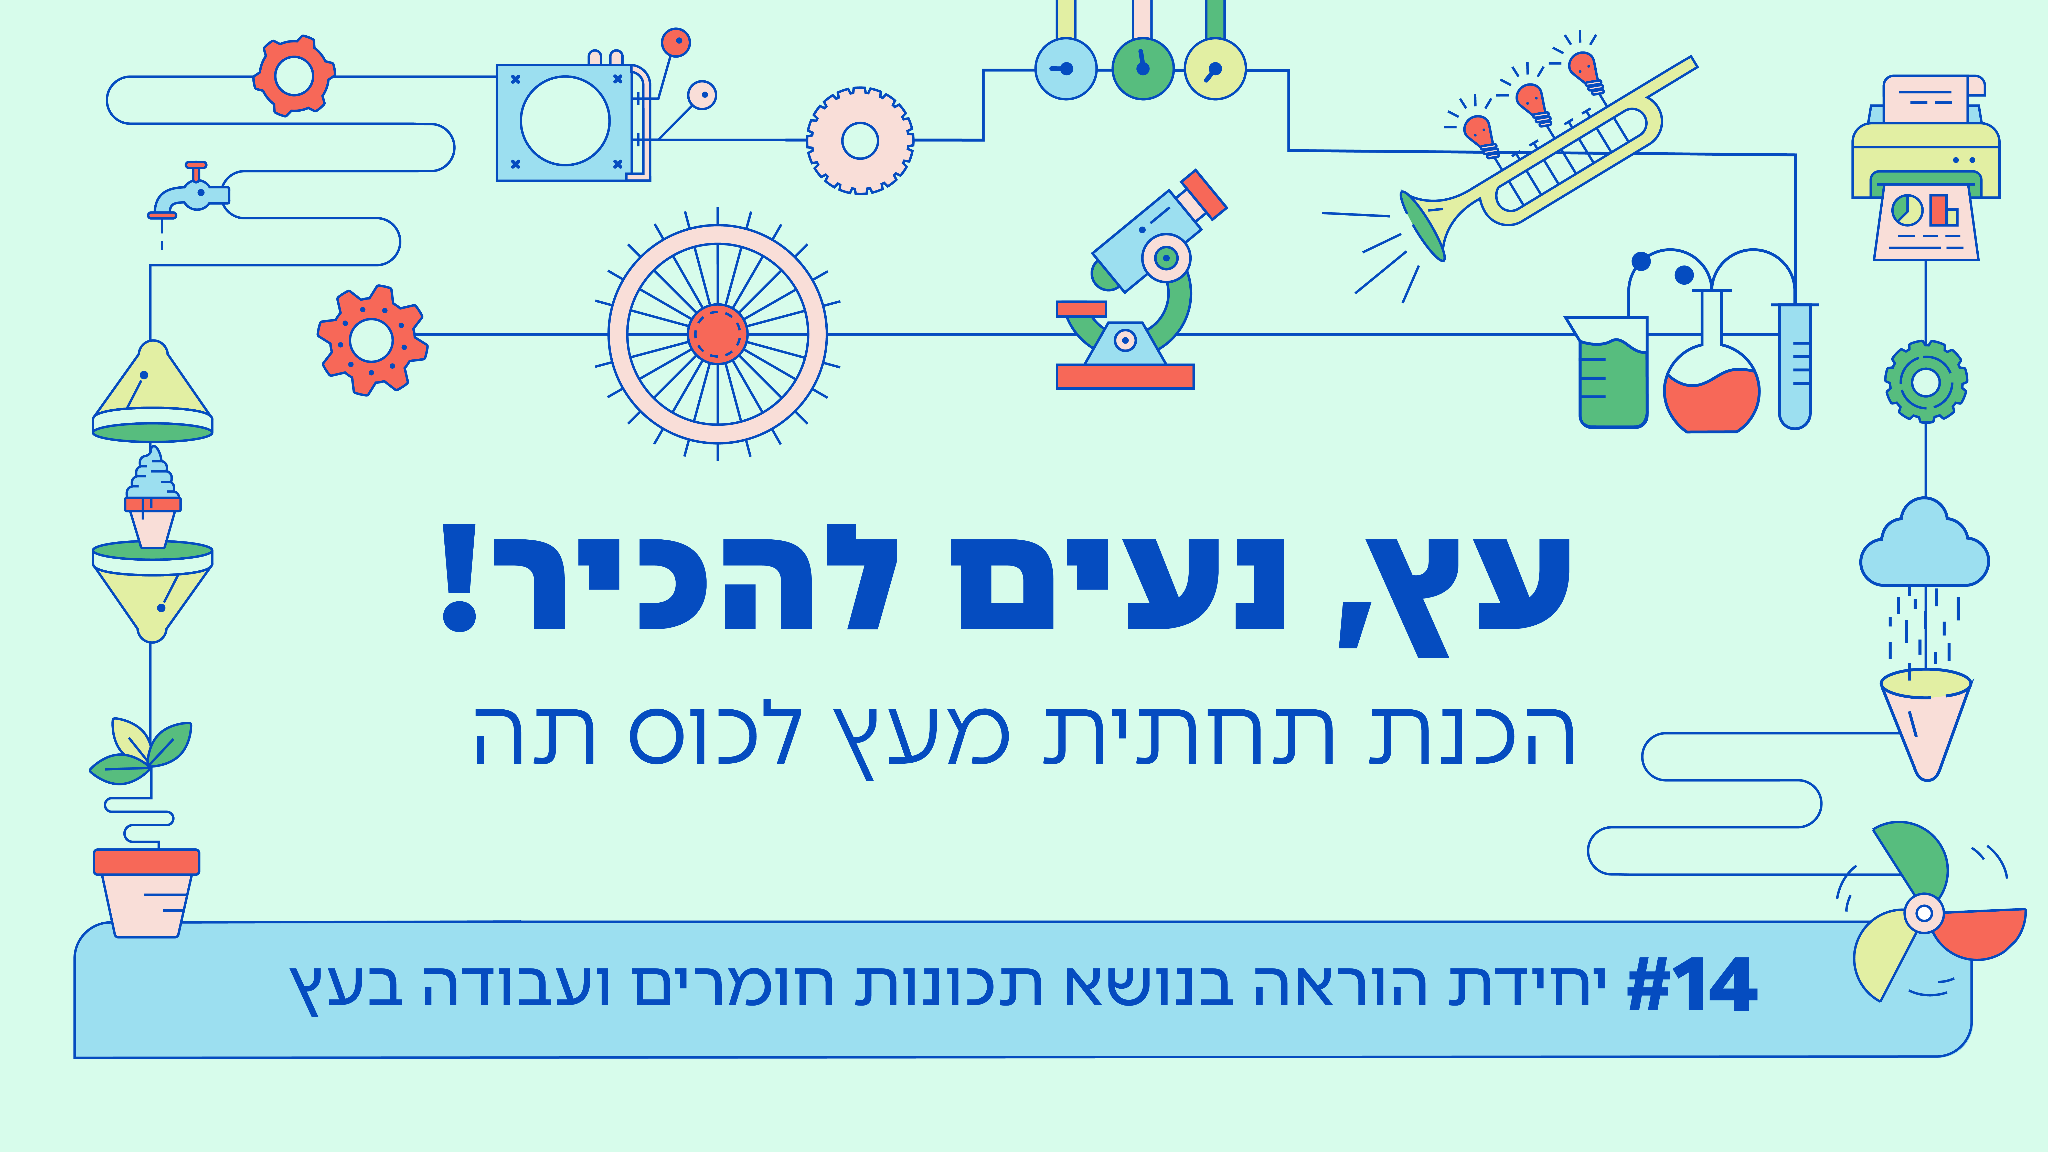 עץ, נעים להכיר!
הכנת תחתית מעץ לכוס תה
#14 יחידת הוראה בנושא תכונות חומרים ועבודה בעץ